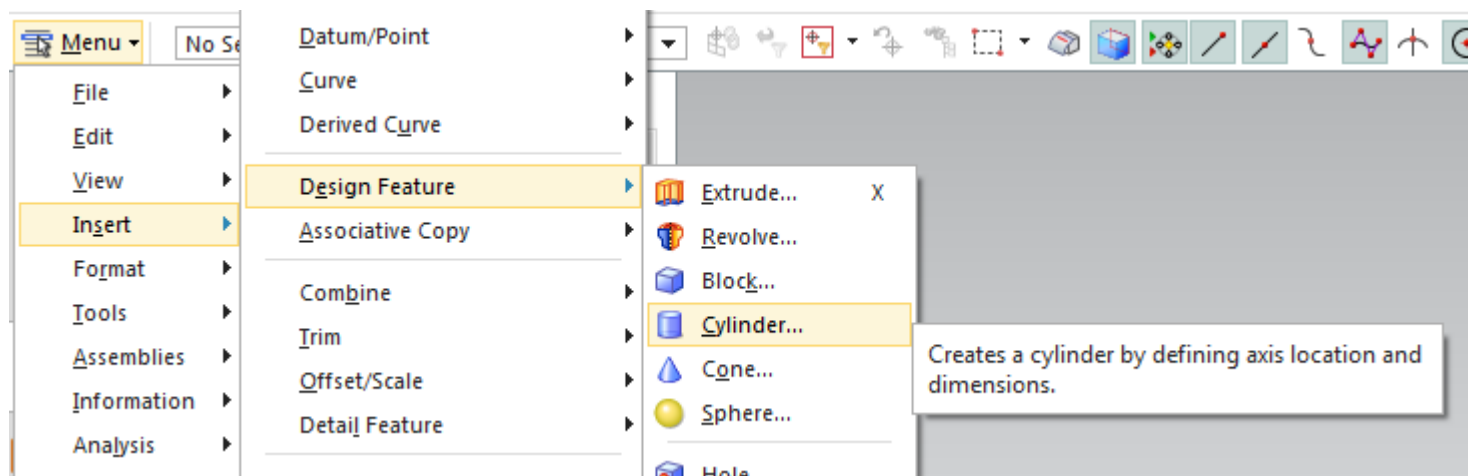 Menu
No Se
File
Edit
View
Insert
Format
Tools
Assemblies
Information
Analysis
Datum/Point
Curve
Derived Curve
Design Feature
Associative Copy
Combine
Trim
Offset/Scale
Detail Feature
Extrude... X
Revolve...
Block...
Cylinder...
Cone...
Sphere...
Hole
Creates a cylinder by defining axis location and
dimensions.